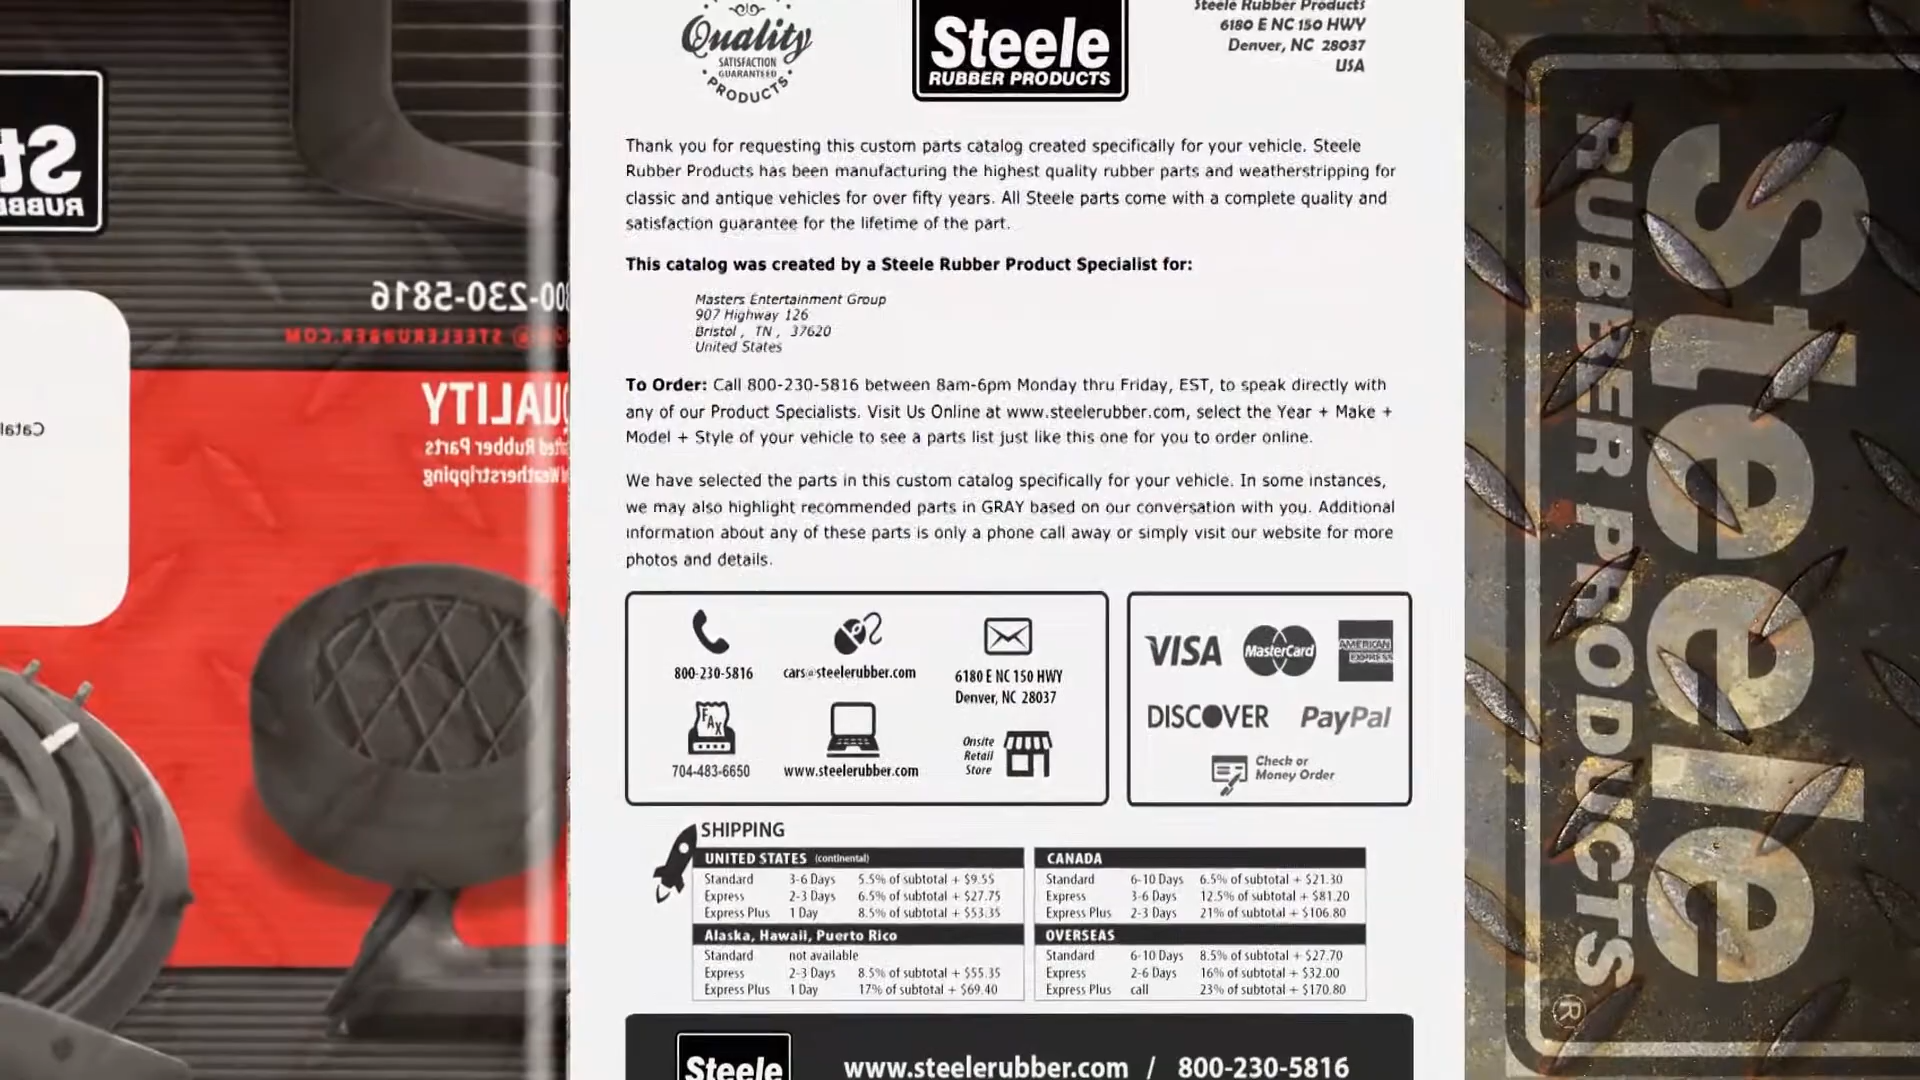 Quality
SATISFACTION
GUARANTEED
PRODUCTS
Steele
RUBBER PRODUCTS
Steele Rubber Products
6180 E NC 150 HWY
Denver, NC 28037
USA
Thank you for requesting this custom parts catalog created specifically for your vehicle. Steele
Rubber Products has been manufacturing the highest quality rubber parts and weatherstripping for
classic and antique vehicles for over fifty years. All Steele parts come with a complete quality and
satisfaction guarantee for the lifetime of the part.
This catalog was created by a Steele Rubber Product Specialist for:
Masters Entertainment Group
907 Highway 126
Bristol , TN , 37620
United States
To Order: Call 800-230-5816 between 8am-6pm Monday thru Friday, EST, to speak directly with
any of our Product Specialists. Visit Us Online at www.steelerubber.com, select the Year + Make +
Model + Style of your vehicle to see a parts list just like this one for you to order online.
We have selected the parts in this custom catalog specifically for your vehicle. In some instances,
we may also highlight recommended parts in GRAY based on our conversation with you. Additional
information about any of these parts is only a phone call away or simply visit our website for more
photos and details.
800-230-5816
cars@steelerubber.com
6180 E NC 150 HWY
Denver, NC 28037
FAX
704-483-6650
www.steelerubber.com
Onsite
Retail
Store
VISA
MasterCard
AMERICAN
EXPRESS
DISCOVER
PayPal
Check or
Money Order
SHIPPING
UNITED STATES (continental)
Standard 3-6 Days 5.5% of subtotal + $9.55
Express 2-3 Days 6.5% of subtotal + $27.75
Express Plus 1 Day 8.5% of subtotal + $53.35
Alaska, Hawaii, Puerto Rico
Standard not available
Express 2-3 Days 8.5% of subtotal + $55.35
Express Plus 1 Day 17% of subtotal + $69.40
CANADA
Standard 6-10 Days 6.5% of subtotal + $21.30
Express 3-6 Days 12.5% of subtotal + $81.20
Express Plus 2-3 Days 21% of subtotal + $106.80
OVERSEAS
Standard 6-10 Days 8.5% of subtotal + $27.70
Express 2-6 Days 16% of subtotal + $32.00
Express Plus call 23% of subtotal + $170.80
Steele
www.steelerubber.com / 800-230-5816
Steele
RUBBER PRODUCTS
®
St
RUBB
00-230-5816
STEELERUBBER.COM
QUALITY
Rubber Parts
Weatherstripping
Catal